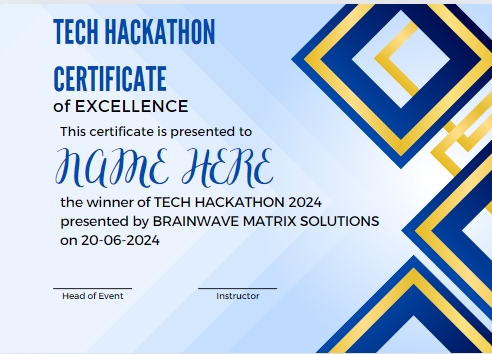 TECH HACKATHON
CERTIFICATE
of EXCELLENCE
This certificate is presented to
NAME HERE
the winner of TECH HACKATHON 2024
presented by BRAINWAVE MATRIX SOLUTIONS
on 20-06-2024
Head of Event Instructor